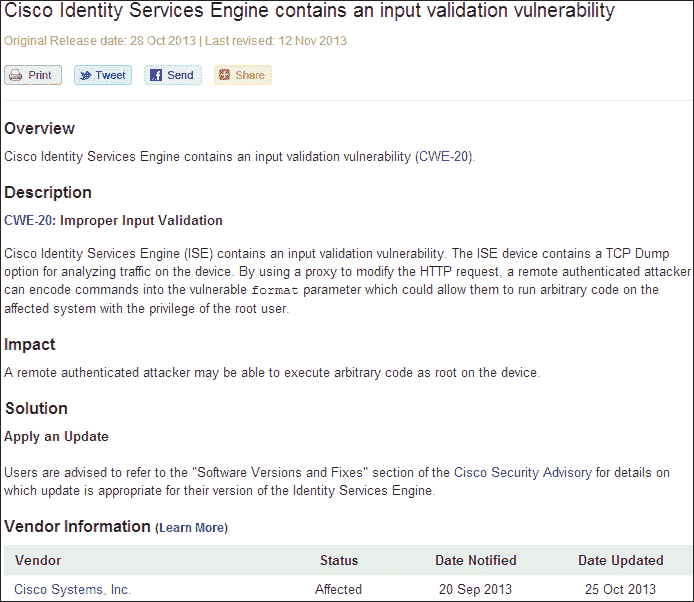 Cisco Identity Services Engine contains an input validation vulnerability
Original Release date: 28 Oct 2013 | Last revised: 12 Nov 2013
Print Tweet Send Share
Overview
Cisco Identity Services Engine contains an input validation vulnerability (CWE-20).
Description
CWE-20: Improper Input Validation
Cisco Identity Services Engine (ISE) contains an input validation vulnerability. The ISE device contains a TCP Dump
option for analyzing traffic on the device. By using a proxy to modify the HTTP request, a remote authenticated attacker
can encode commands into the vulnerable format parameter which could allow them to run arbitrary code on the
affected system with the privilege of the root user.
Impact
A remote authenticated attacker may be able to execute arbitrary code as root on the device.
Solution
Apply an Update
Users are advised to refer to the "Software Versions and Fixes" section of the Cisco Security Advisory for details on
which update is appropriate for their version of the Identity Services Engine.
Vendor Information (Learn More)
Vendor Status Date Notified Date Updated
Cisco Systems, Inc. Affected 20 Sep 2013 25 Oct 2013